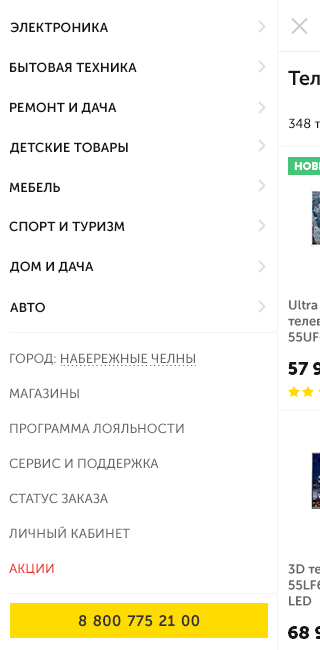 ЭЛЕКТРОНИКА
БЫТОВАЯ ТЕХНИКА
РЕМОНТ И ДАЧА
ДЕТСКИЕ ТОВАРЫ
МЕБЕЛЬ
СПОРТ И ТУРИЗМ
ДОМ И ДАЧА
АВТО
ГОРОД: НАБЕРЕЖНЫЕ ЧЕЛНЫ
МАГАЗИНЫ
ПРОГРАММА ЛОЯЛЬНОСТИ
СЕРВИС И ПОДДЕРЖКА
СТАТУС ЗАКАЗА
ЛИЧНЫЙ КАБИНЕТ
АКЦИИ
8 800 775 21 00
Тел
348 т
НОВИ
Ultra
телев
55UF
57 9
3D те
55LF6
LED
68 9